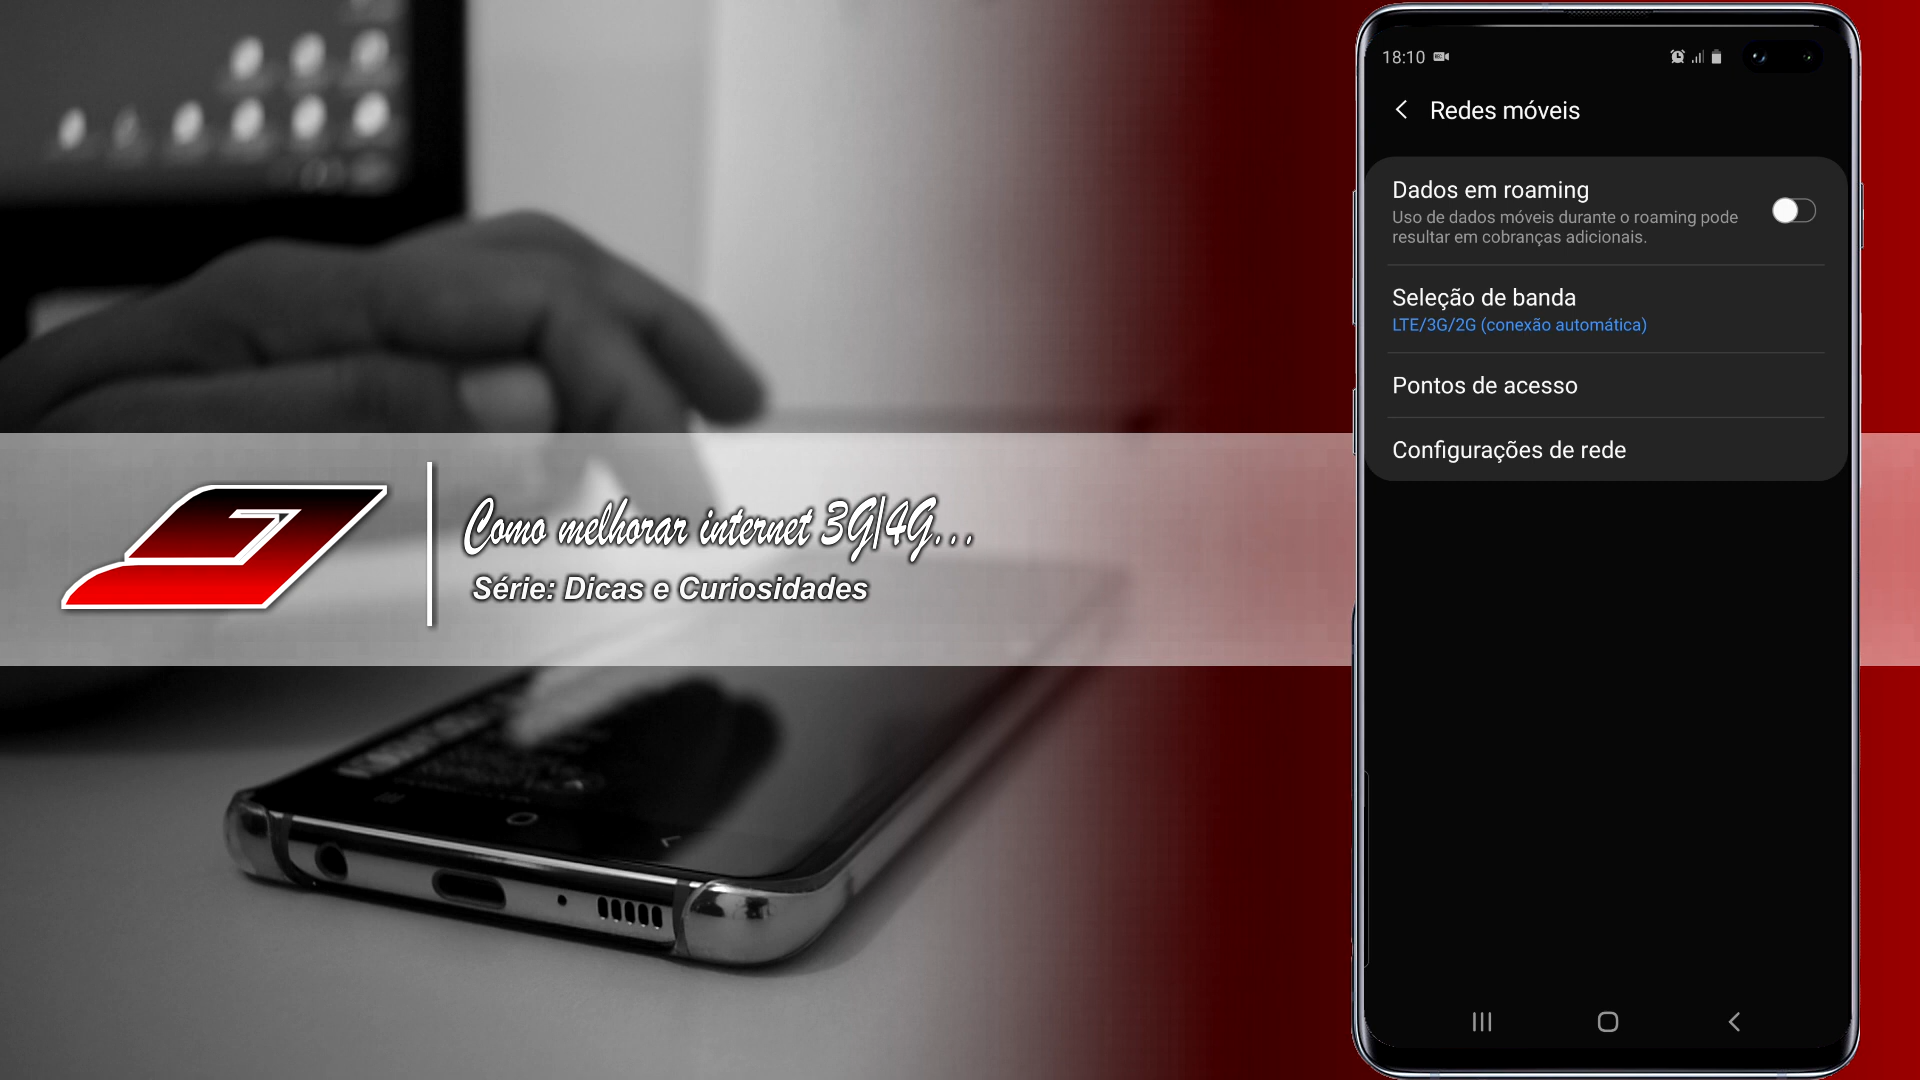 Como melhorar internet 3G/4G...
Série: Dicas e Curiosidades
18:10
Redes móveis
Dados em roaming
Uso de dados móveis durante o roaming pode
resultar em cobranças adicionais.
Seleção de banda
LTE/3G/2G (conexão automática)
Pontos de acesso
Configurações de rede